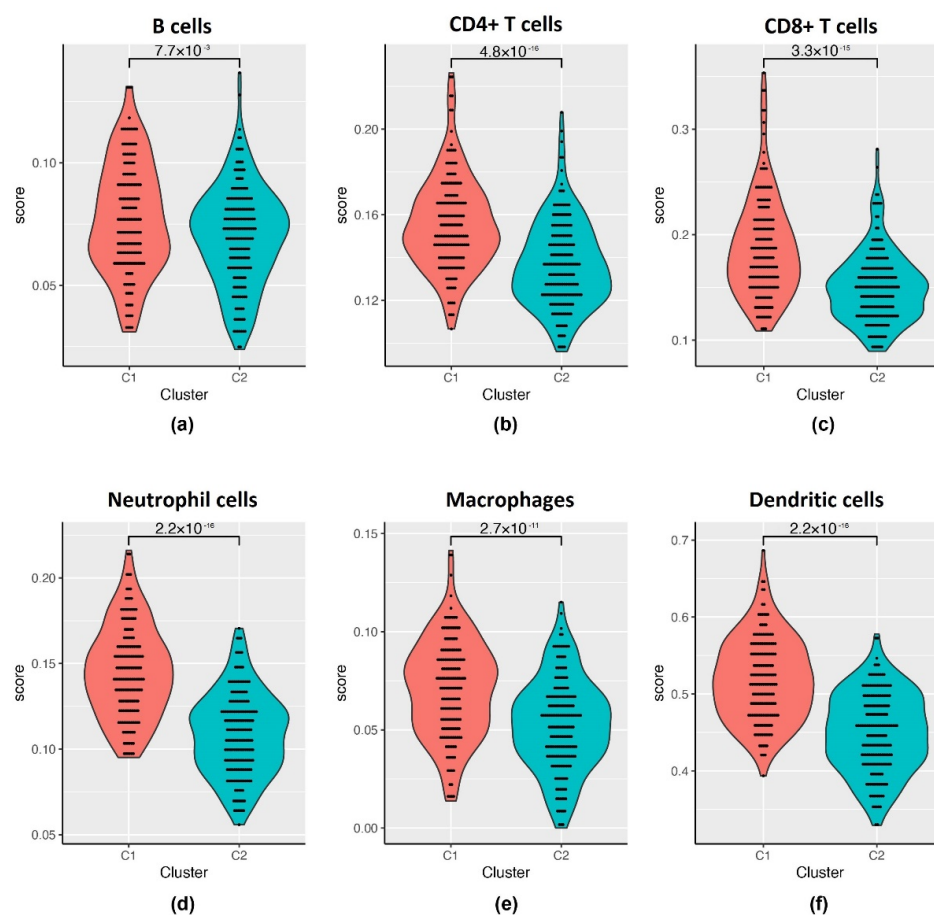 B cells
7.7×10⁻³
score
0.10
0.05
C1
C2
Cluster
(a)
CD4+ T cells
4.8×10⁻¹⁶
score
0.20
0.16
0.12
C1
C2
Cluster
(b)
CD8+ T cells
3.3×10⁻¹⁵
score
0.3
0.2
0.1
C1
C2
Cluster
(c)
Neutrophil cells
2.2×10⁻¹⁶
score
0.20
0.15
0.10
0.05
C1
C2
Cluster
(d)
Macrophages
2.7×10⁻¹¹
score
0.15
0.10
0.05
0.00
C1
C2
Cluster
(e)
Dendritic cells
2.2×10⁻¹⁶
score
0.7
0.6
0.5
0.4
C1
C2
Cluster
(f)